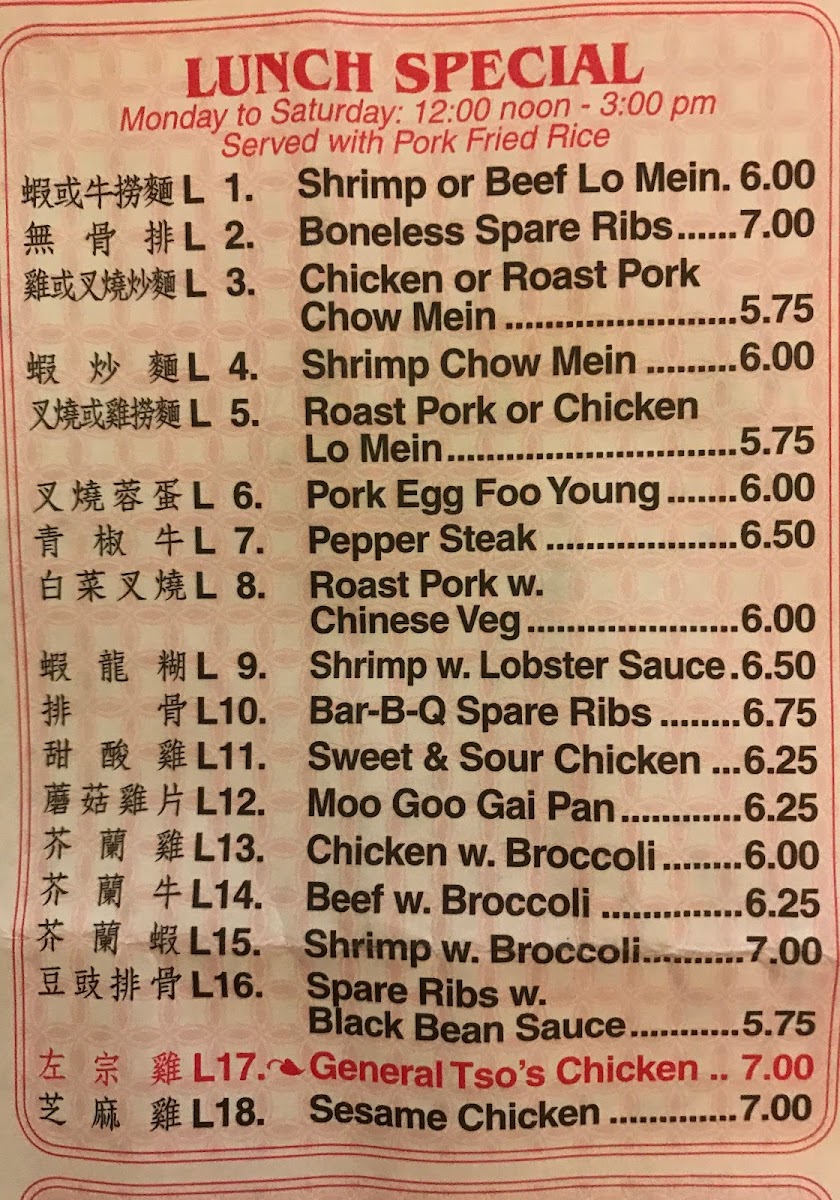 LUNCH SPECIAL
Monday to Saturday: 12:00 noon - 3:00 pm
Served with Pork Fried Rice
蝦或牛撈麵 L 1. Shrimp or Beef Lo Mein. 6.00
無骨排 L 2. Boneless Spare Ribs......7.00
雞或叉燒炒麵 L 3. Chicken or Roast Pork
Chow Mein .......................5.75
蝦炒麵 L 4. Shrimp Chow Mein .........6.00
叉燒或雞撈麵 L 5. Roast Pork or Chicken
Lo Mein.............................5.75
叉燒蓉蛋 L 6. Pork Egg Foo Young .......6.00
青椒牛 L 7. Pepper Steak ...................6.50
白菜叉燒 L 8. Roast Pork w.
Chinese Veg.....................6.00
蝦龍糊 L 9. Shrimp w. Lobster Sauce.6.50
排骨 L10. Bar-B-Q Spare Ribs ........6.75
甜酸雞 L11. Sweet & Sour Chicken ...6.25
蘑菇雞片 L12. Moo Goo Gai Pan............6.25
芥蘭雞 L13. Chicken w. Broccoli........6.00
芥蘭牛 L14. Beef w. Broccoli ..............6.25
芥蘭蝦 L15. Shrimp w. Broccoli..........7.00
豆豉排骨 L16. Spare Ribs w.
Black Bean Sauce...........5.75
左宗雞 L17. General Tso's Chicken .. 7.00
芝麻雞 L18. Sesame Chicken .............7.00